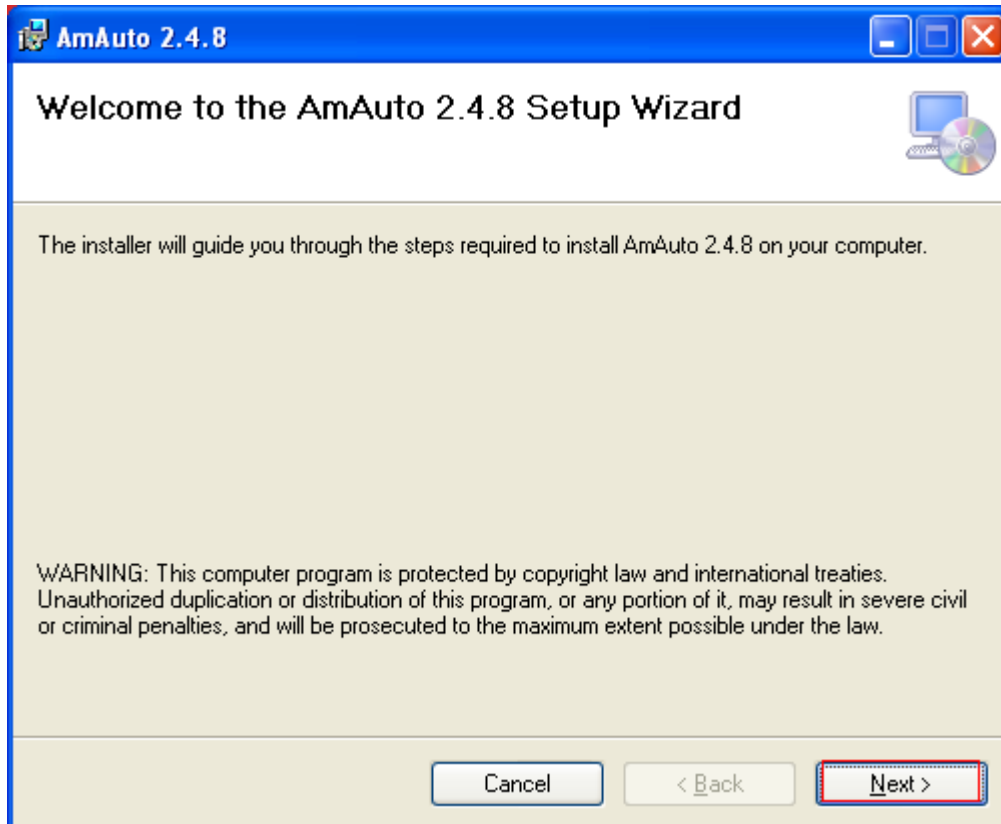 AmAuto 2.4.8
Welcome to the AmAuto 2.4.8 Setup Wizard
The installer will guide you through the steps required to install AmAuto 2.4.8 on your computer.
WARNING: This computer program is protected by copyright law and international treaties.
Unauthorized duplication or distribution of this program, or any portion of it, may result in severe civil
or criminal penalties, and will be prosecuted to the maximum extent possible under the law.
Cancel < Back Next >